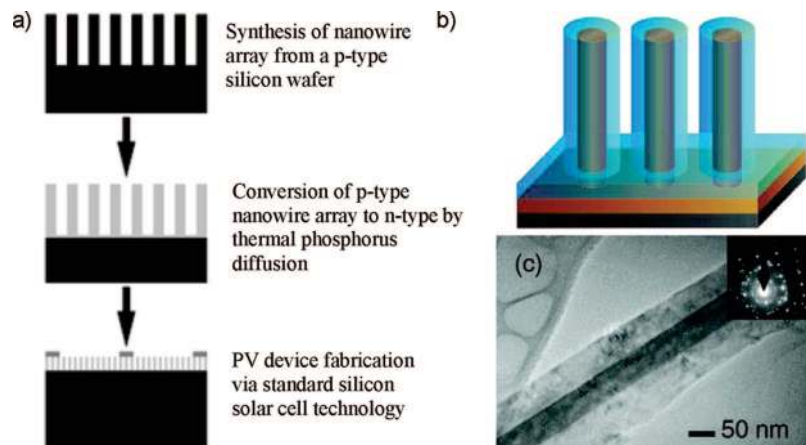 a)
Synthesis of nanowire
array from a p-type
silicon wafer
Conversion of p-type
nanowire array to n-type by
thermal phosphorus
diffusion
PV device fabrication
via standard silicon
solar cell technology
b)
(c)
50 nm